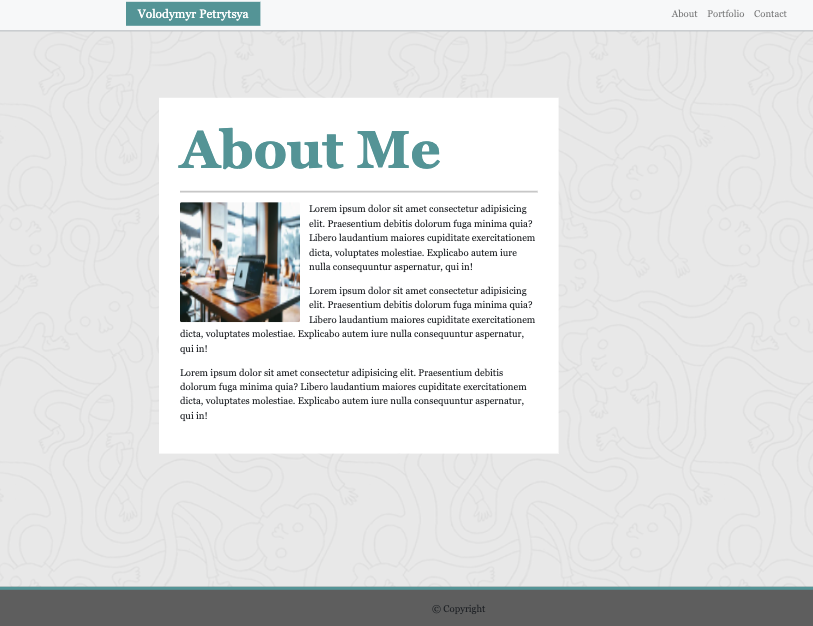 Volodymyr Petrytsya
About Portfolio Contact
About Me
Lorem ipsum dolor sit amet consectetur adipisicing
elit. Praesentium debitis dolorum fuga minima quia?
Libero laudantium maiores cupiditate exercitationem
dicta, voluptates molestiae. Explicabo autem iure
nulla consequuntur aspernatur, qui in!
Lorem ipsum dolor sit amet consectetur adipisicing
elit. Praesentium debitis dolorum fuga minima quia?
Libero laudantium maiores cupiditate exercitationem
dicta, voluptates molestiae. Explicabo autem iure nulla consequuntur aspernatur,
qui in!
Lorem ipsum dolor sit amet consectetur adipisicing elit. Praesentium debitis
dolorum fuga minima quia? Libero laudantium maiores cupiditate exercitationem
dicta, voluptates molestiae. Explicabo autem iure nulla consequuntur aspernatur,
qui in!
© Copyright